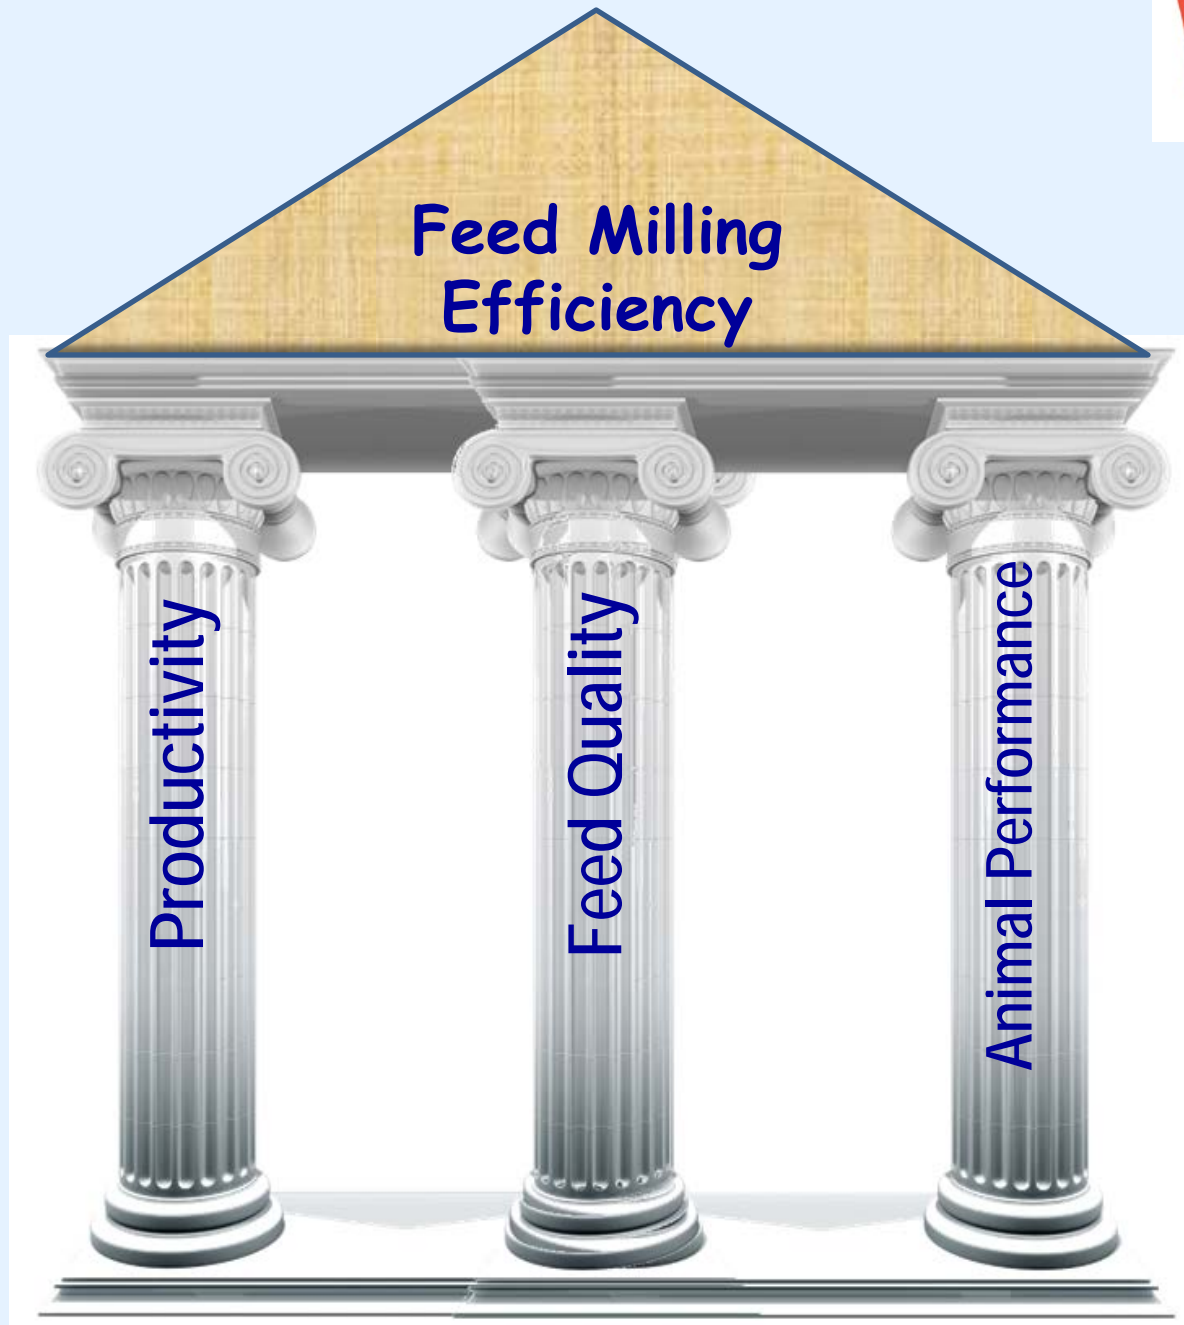 Feed Milling
Efficiency
Productivity
Feed Quality
Animal Performance